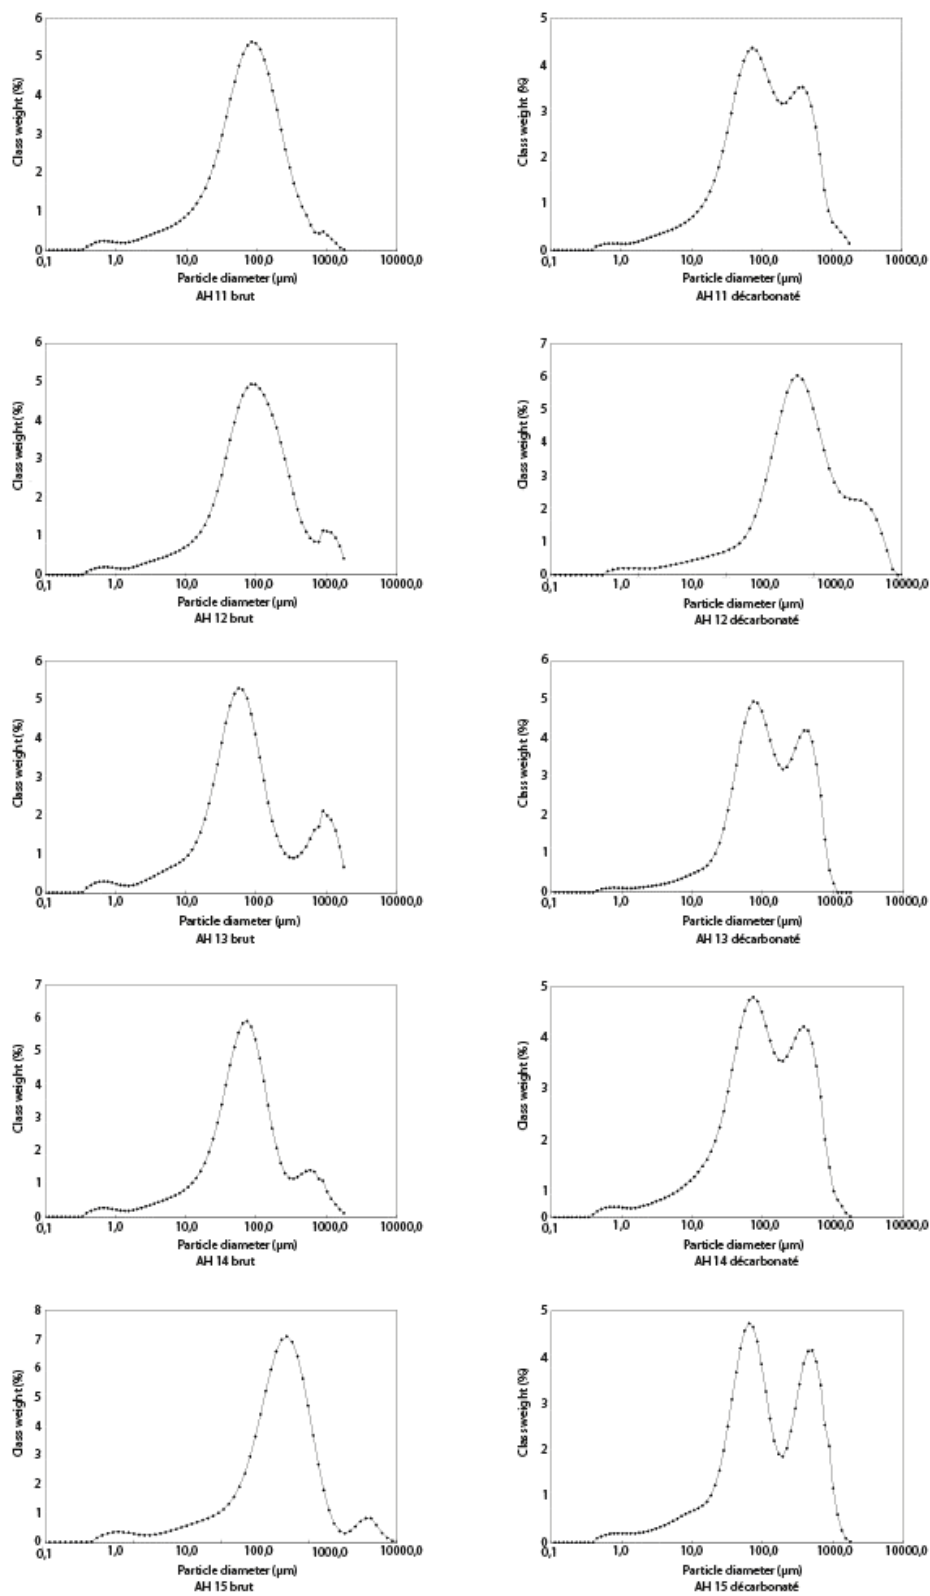 6
5
4
3
2
1
0
Class weight (%)
0,1 1,0 10,0 100,0 1000,0 10000,0
Particle diameter (µm)
AH 11 brut
5
4
3
2
1
0
Class weight (%)
0,1 1,0 10,0 100,0 1000,0 10000,0
Particle diameter (µm)
AH 11 décarbonaté
6
5
4
3
2
1
0
Class weight (%)
0,1 1,0 10,0 100,0 1000,0 10000,0
Particle diameter (µm)
AH 12 brut
7
6
5
4
3
2
1
0
Class weight (%)
0,1 1,0 10,0 100,0 1000,0 10000,0
Particle diameter (µm)
AH 12 décarbonaté
6
5
4
3
2
1
0
Class weight (%)
0,1 1,0 10,0 100,0 1000,0 10000,0
Particle diameter (µm)
AH 13 brut
6
5
4
3
2
1
0
Class weight (%)
0,1 1,0 10,0 100,0 1000,0 10000,0
Particle diameter (µm)
AH 13 décarbonaté
7
6
5
4
3
2
1
0
Class weight (%)
0,1 1,0 10,0 100,0 1000,0 10000,0
Particle diameter (µm)
AH 14 brut
5
4
3
2
1
0
Class weight (%)
0,1 1,0 10,0 100,0 1000,0 10000,0
Particle diameter (µm)
AH 14 décarbonaté
8
7
6
5
4
3
2
1
0
Class weight (%)
0,1 1,0 10,0 100,0 1000,0 10000,0
Particle diameter (µm)
AH 15 brut
5
4
3
2
1
0
Class weight (%)
0,1 1,0 10,0 100,0 1000,0 10000,0
Particle diameter (µm)
AH 15 décarbonaté